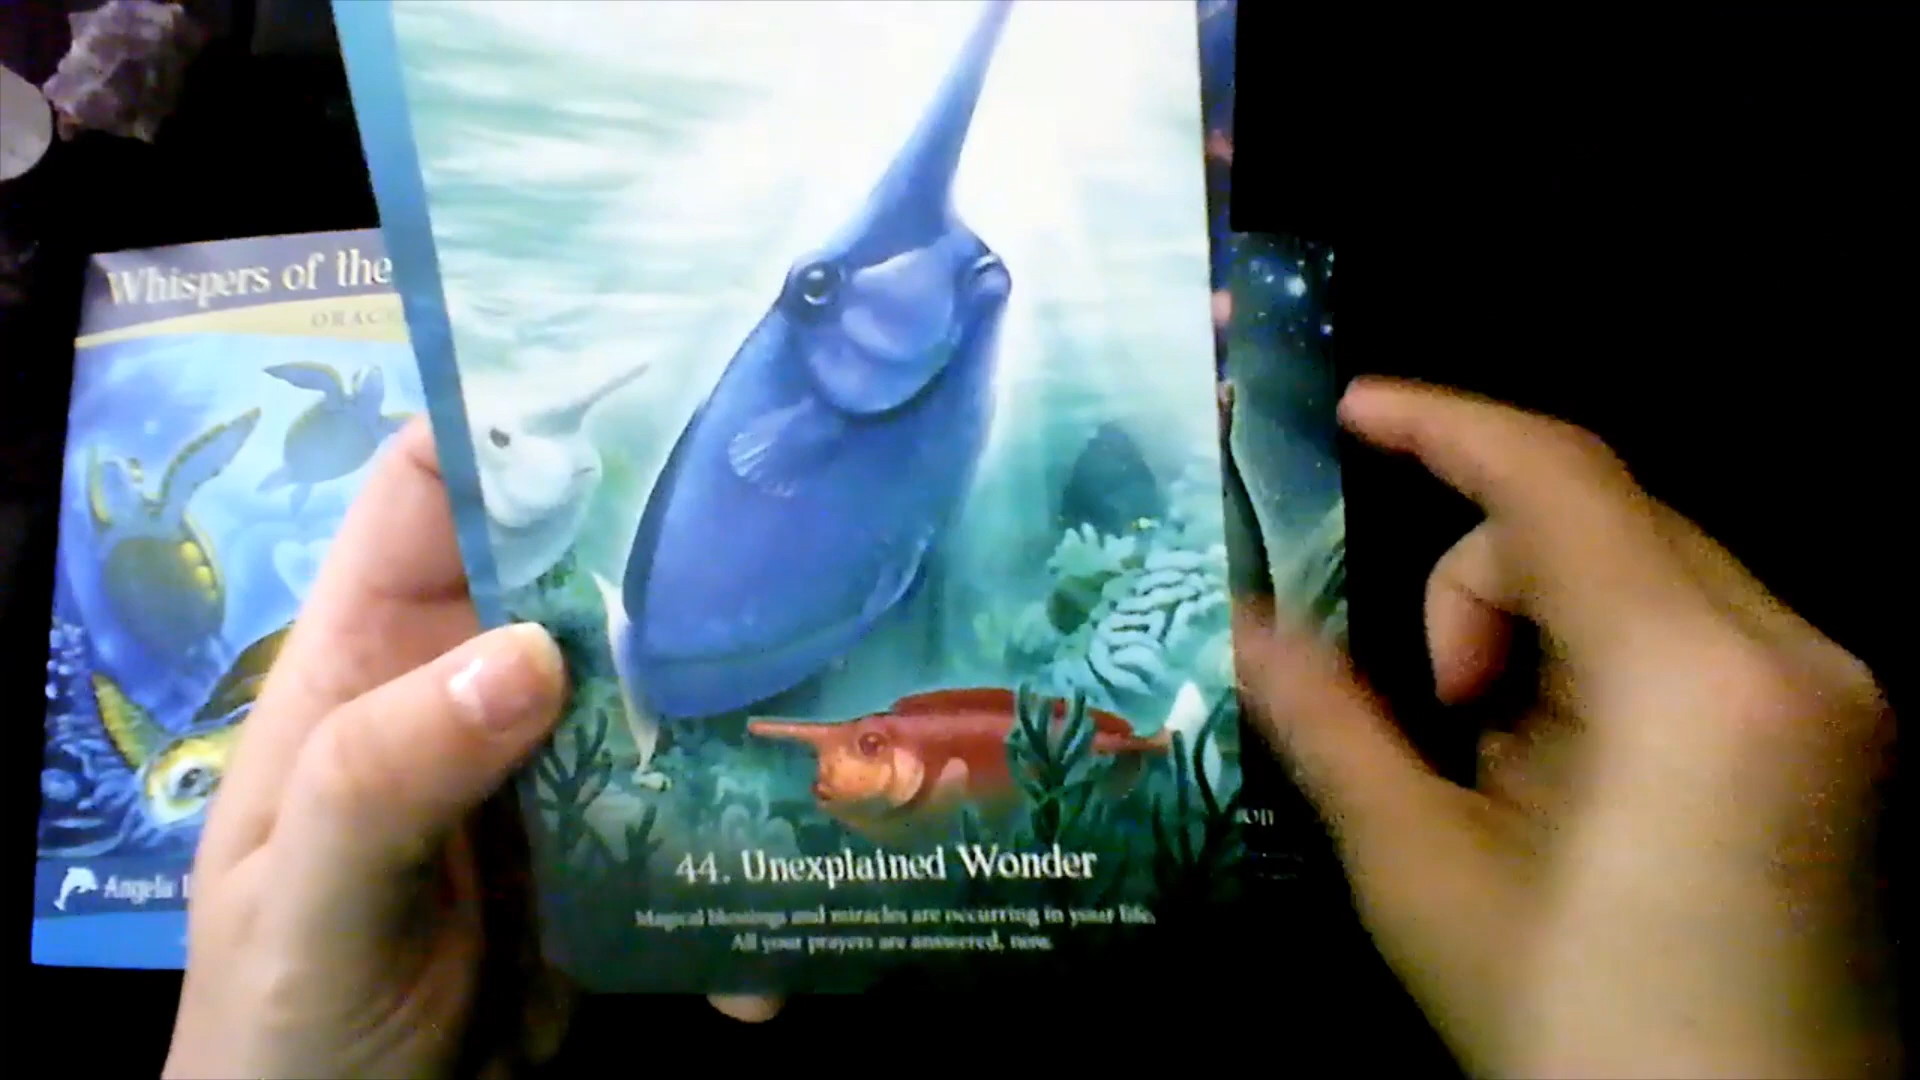 Whispers of the
ORAC
Angela
44. Unexplained Wonder
Magical blessings and miracles are occurring in your life.
All your prayers are answered, now.